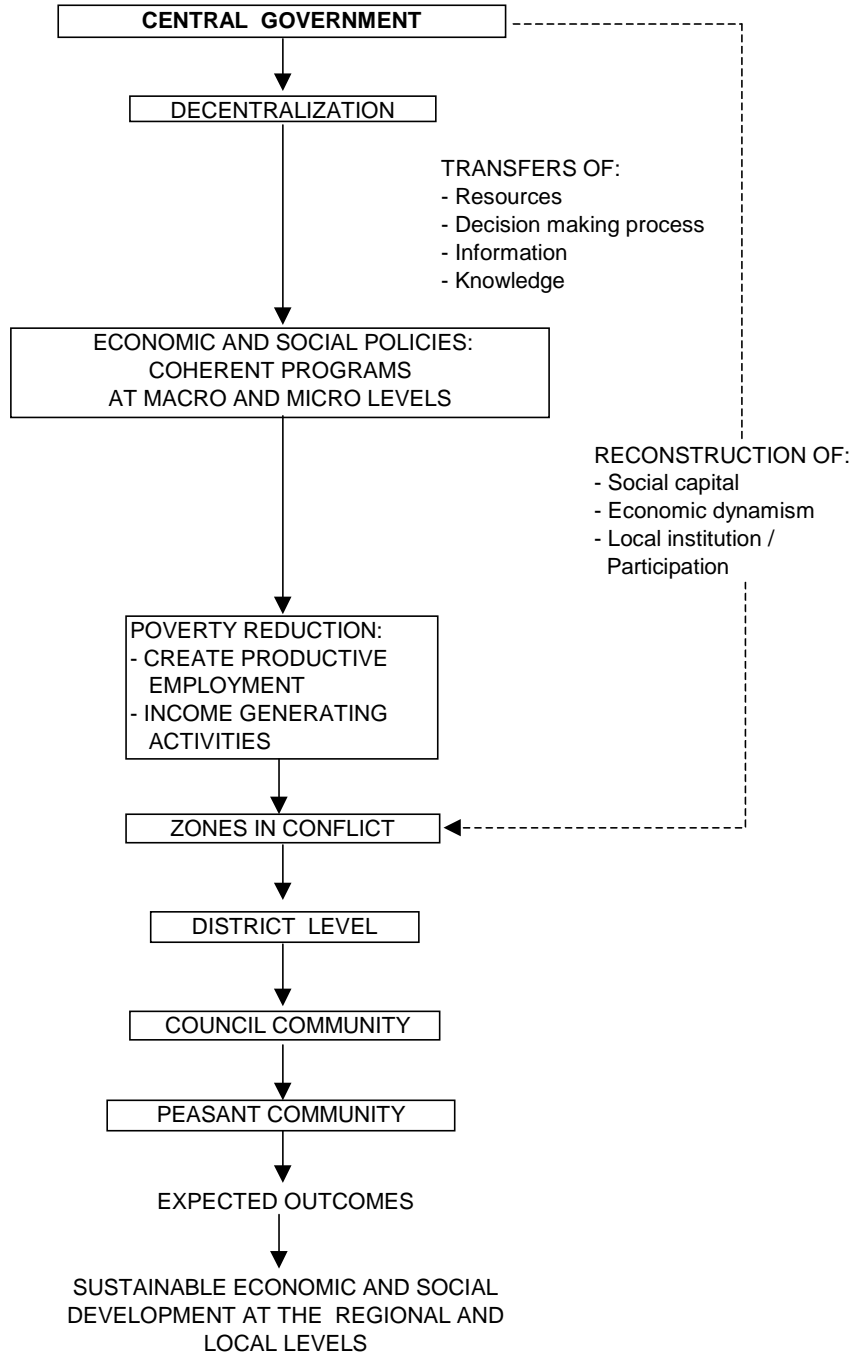 CENTRAL GOVERNMENT
DECENTRALIZATION
TRANSFERS OF:
- Resources
- Decision making process
- Information
- Knowledge
ECONOMIC AND SOCIAL POLICIES:
COHERENT PROGRAMS
AT MACRO AND MICRO LEVELS
RECONSTRUCTION OF:
- Social capital
- Economic dynamism
- Local institution /
Participation
POVERTY REDUCTION:
- CREATE PRODUCTIVE
EMPLOYMENT
- INCOME GENERATING
ACTIVITIES
ZONES IN CONFLICT
DISTRICT LEVEL
COUNCIL COMMUNITY
PEASANT COMMUNITY
EXPECTED OUTCOMES
SUSTAINABLE ECONOMIC AND SOCIAL
DEVELOPMENT AT THE REGIONAL AND
LOCAL LEVELS